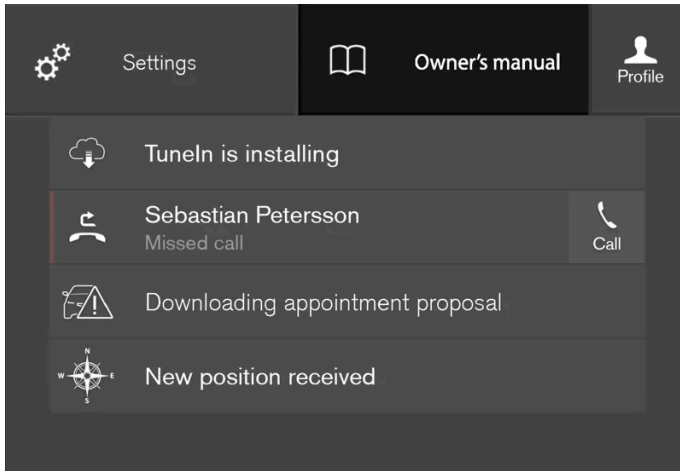 Settings
Owner's manual
Profile
TuneIn is installing
Sebastian Petersson
Missed call
Call
Downloading appointment proposal
N
W E
S
New position received